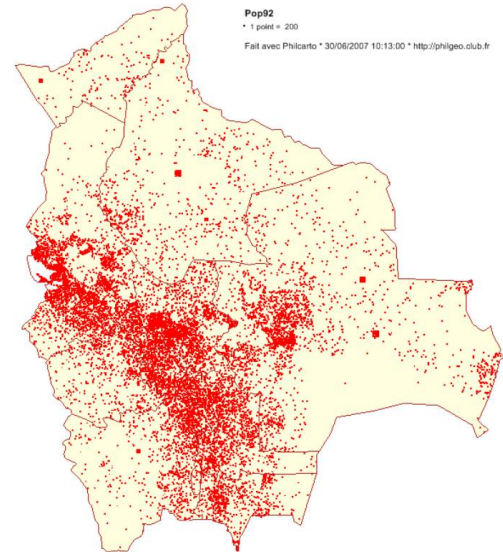 Pop92
1 point = 200
Fait avec Philcarto * 30/06/2007 10:13:00 * http://philgeo.club.fr